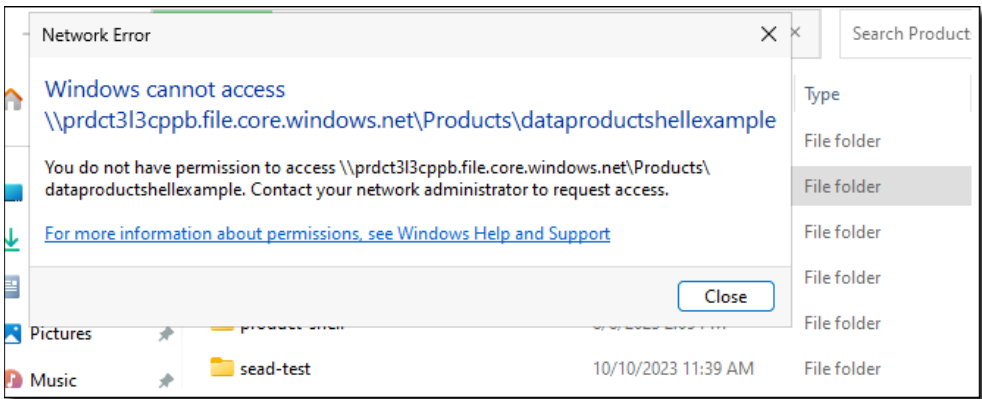 Network Error
Search Product
Windows cannot access
\\prdct3l3cppb.file.core.windows.net\Products\dataproductshellexample
Type
You do not have permission to access \\prdct3l3cppb.file.core.windows.net\Products\
File folder
dataproductshellexample. Contact your network administrator to request access.
File folder
For more information about permissions, see Windows Help and Support
File folder
File folder
Close
product-shell
File folder
Pictures
sead-test 10/10/2023 11:39 AM File folder
Music